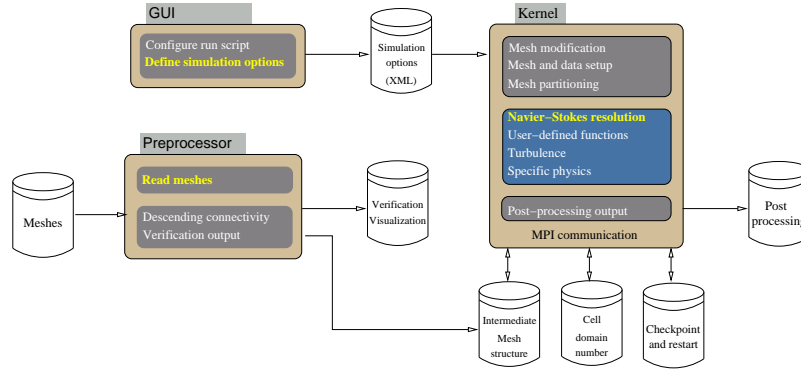 GUI
Configure run script
Define simulation options
Simulation
options
(XML)
Kernel
Mesh modification
Mesh and data setup
Mesh partitioning
Navier−Stokes resolution
User−defined functions
Turbulence
Specific physics
Post−processing output
MPI communication
Preprocessor
Read meshes
Descending connectivity
Verification output
Meshes
Verification
Visualization
Post
processing
Intermediate
Mesh
structure
Cell
domain
number
Checkpoint
and restart